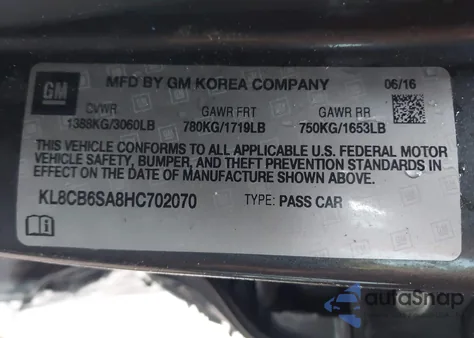 GM MFD BY GM KOREA COMPANY 06/16
GVWR GAWR FRT GAWR RR
1388KG/3060LB 780KG/1719LB 750KG/1653LB
THIS VEHICLE CONFORMS TO ALL APPLICABLE U.S. FEDERAL MOTOR
VEHICLE SAFETY, BUMPER, AND THEFT PREVENTION STANDARDS IN
EFFECT ON THE DATE OF MANUFACTURE SHOWN ABOVE.
KL8CB6SA8HC702070 TYPE: PASS CAR
autoSnap